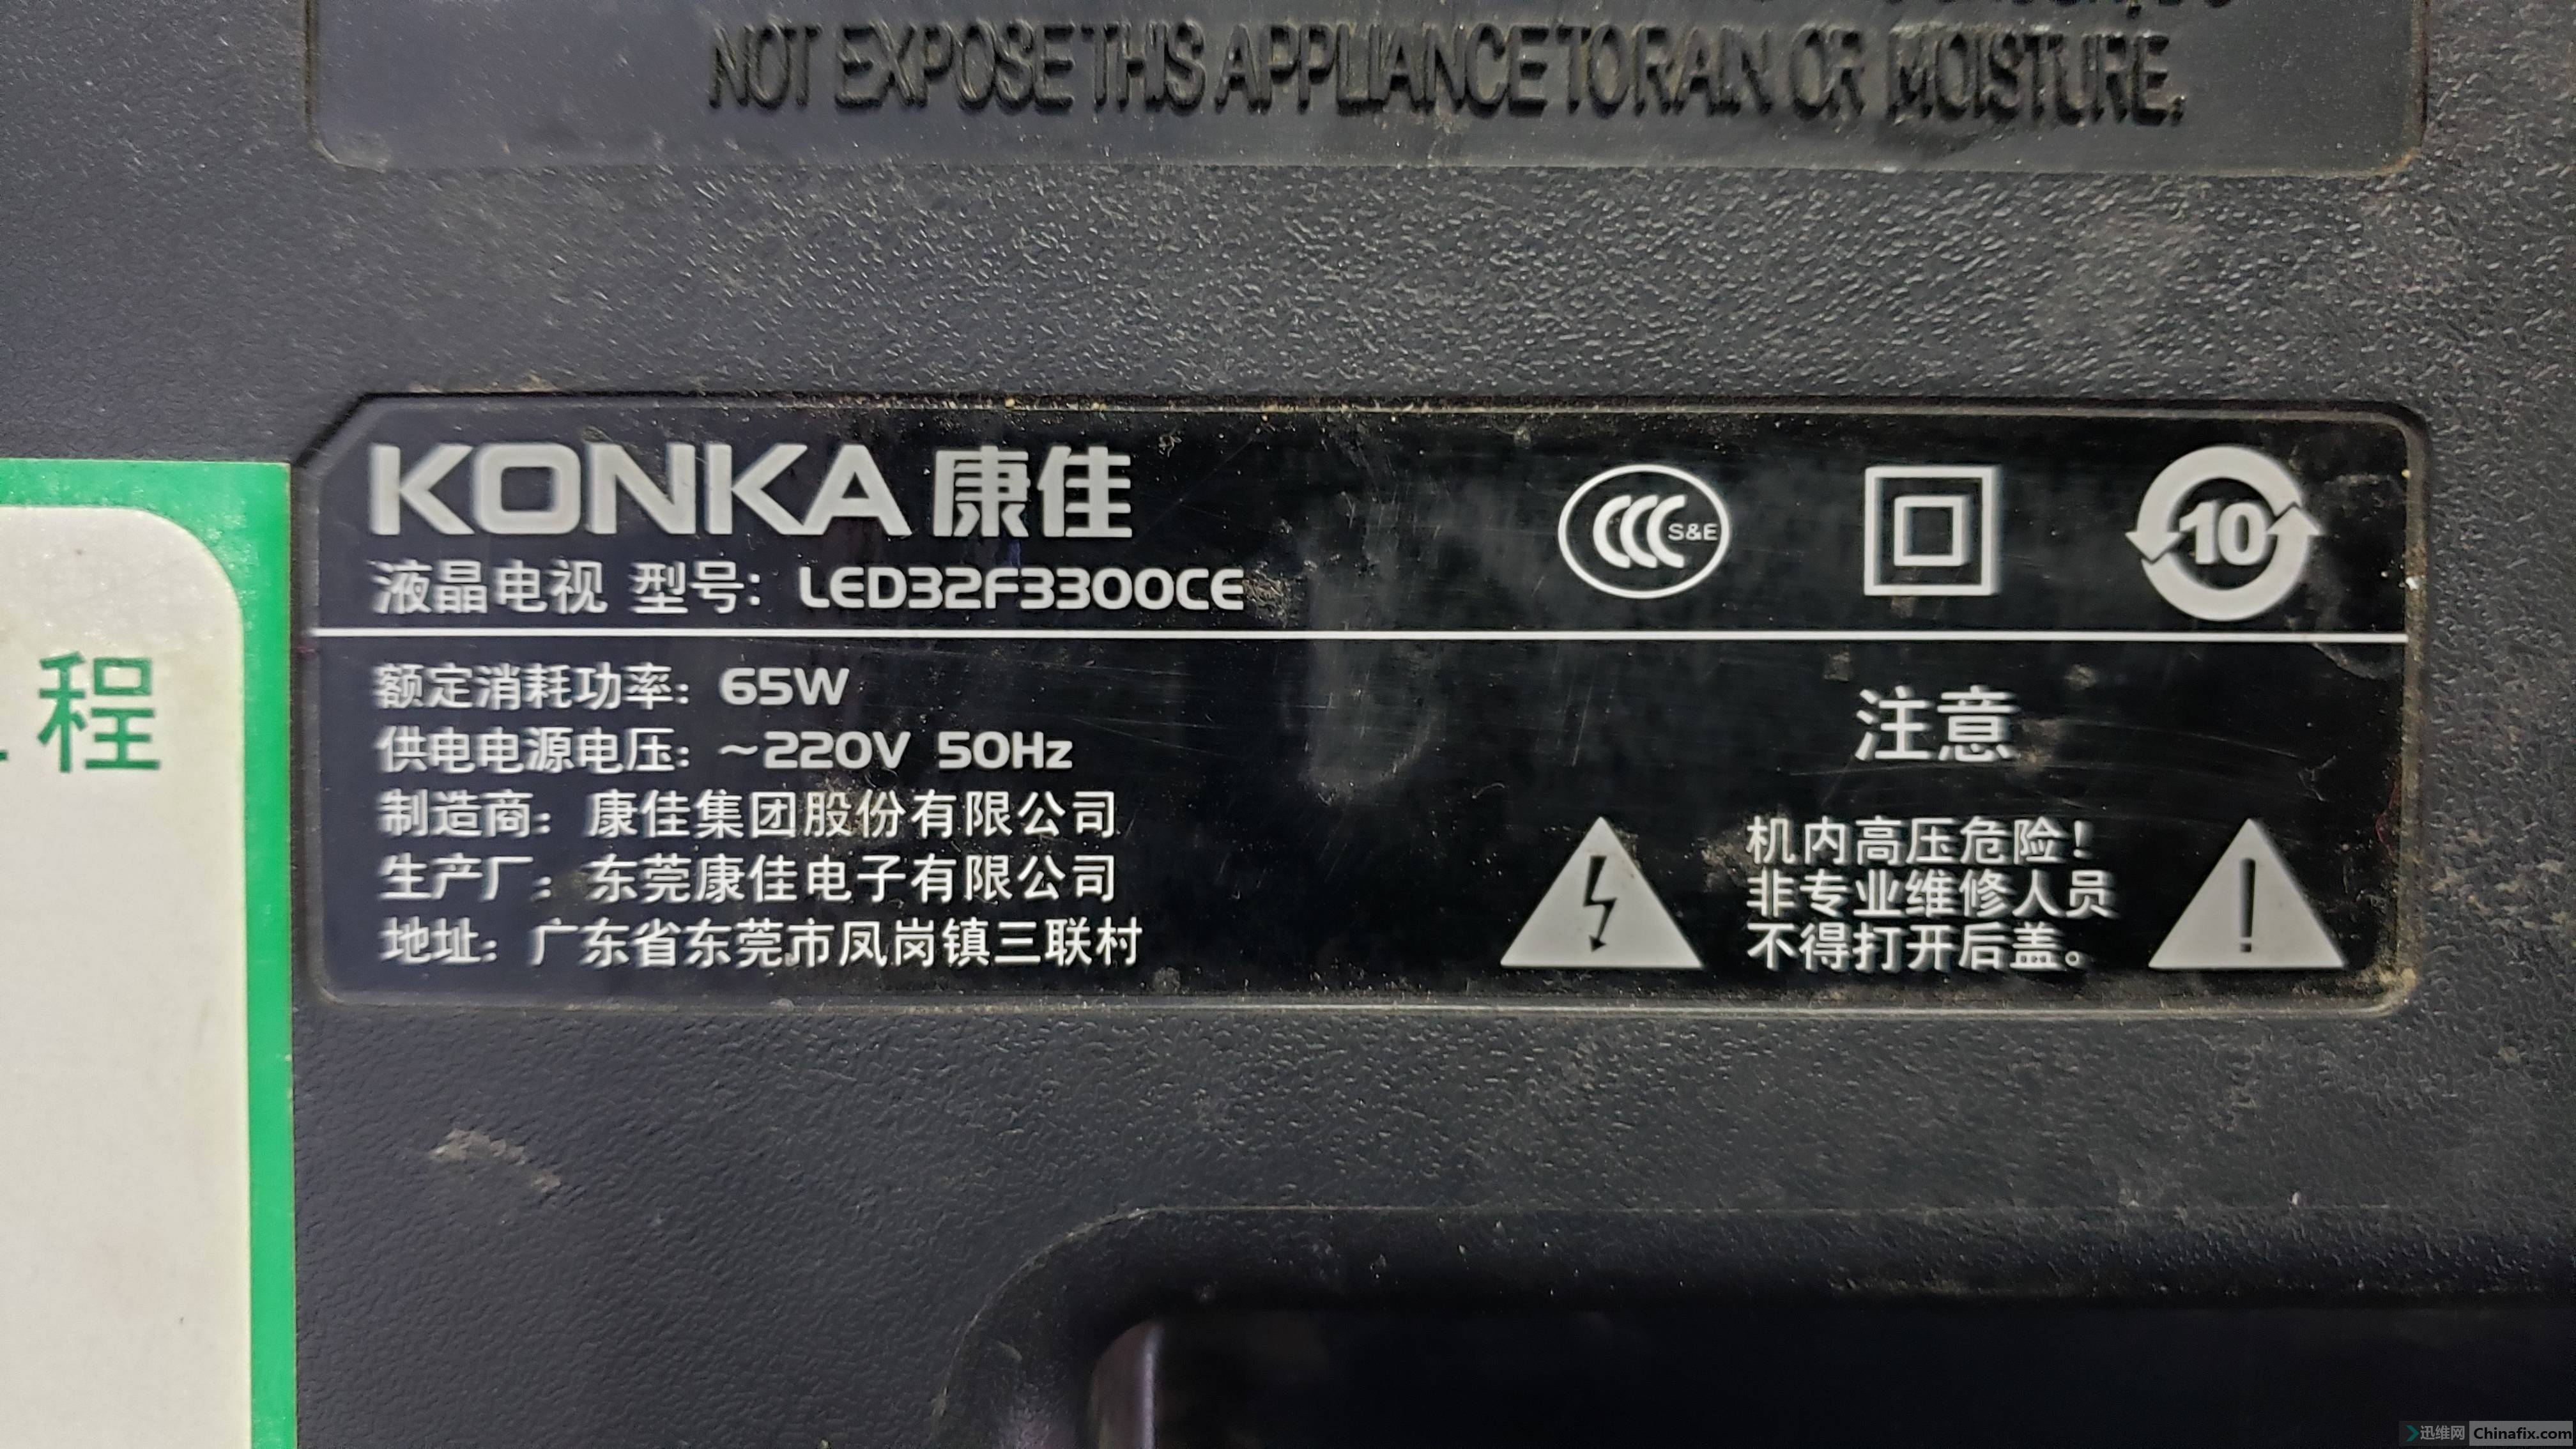 NOT EXPOSE THIS APPLIANCE TO RAIN OR MOISTURE.
KONKA 康佳
液晶电视 型号: LED32F3300CE
CCC S&E
10
额定消耗功率: 65W
供电电源电压: ~220V 50Hz
制造商: 康佳集团股份有限公司
生产厂: 东莞康佳电子有限公司
地址: 广东省东莞市凤岗镇三联村
注意
机内高压危险!
非专业维修人员
不得打开后盖。
程
迅维网 Chinafix.com